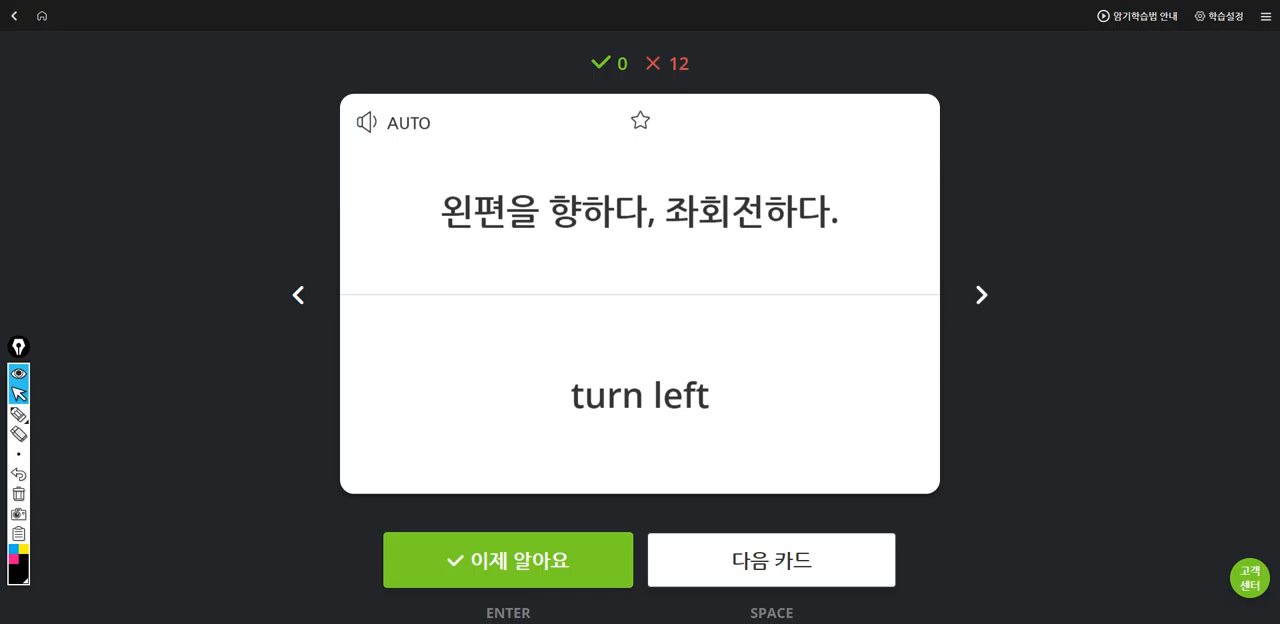 암기학습법 안내 학습설정
0 12
AUTO
왼편을 향하다, 좌회전하다.
turn left
이제 알아요 다음 카드
ENTER SPACE
고객
센터